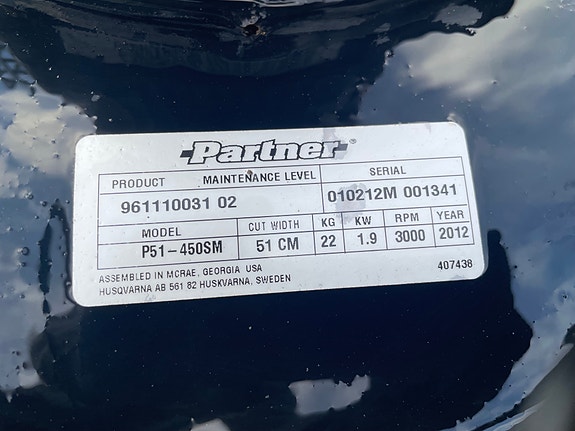 Partner®
PRODUCT MAINTENANCE LEVEL SERIAL
961110031 02 010212M 001341
MODEL CUT WIDTH KG KW RPM YEAR
P51-450SM 51 CM 22 1.9 3000 2012
ASSEMBLED IN MCRAE, GEORGIA USA
HUSQVARNA AB 561 82 HUSKVARNA, SWEDEN
407438